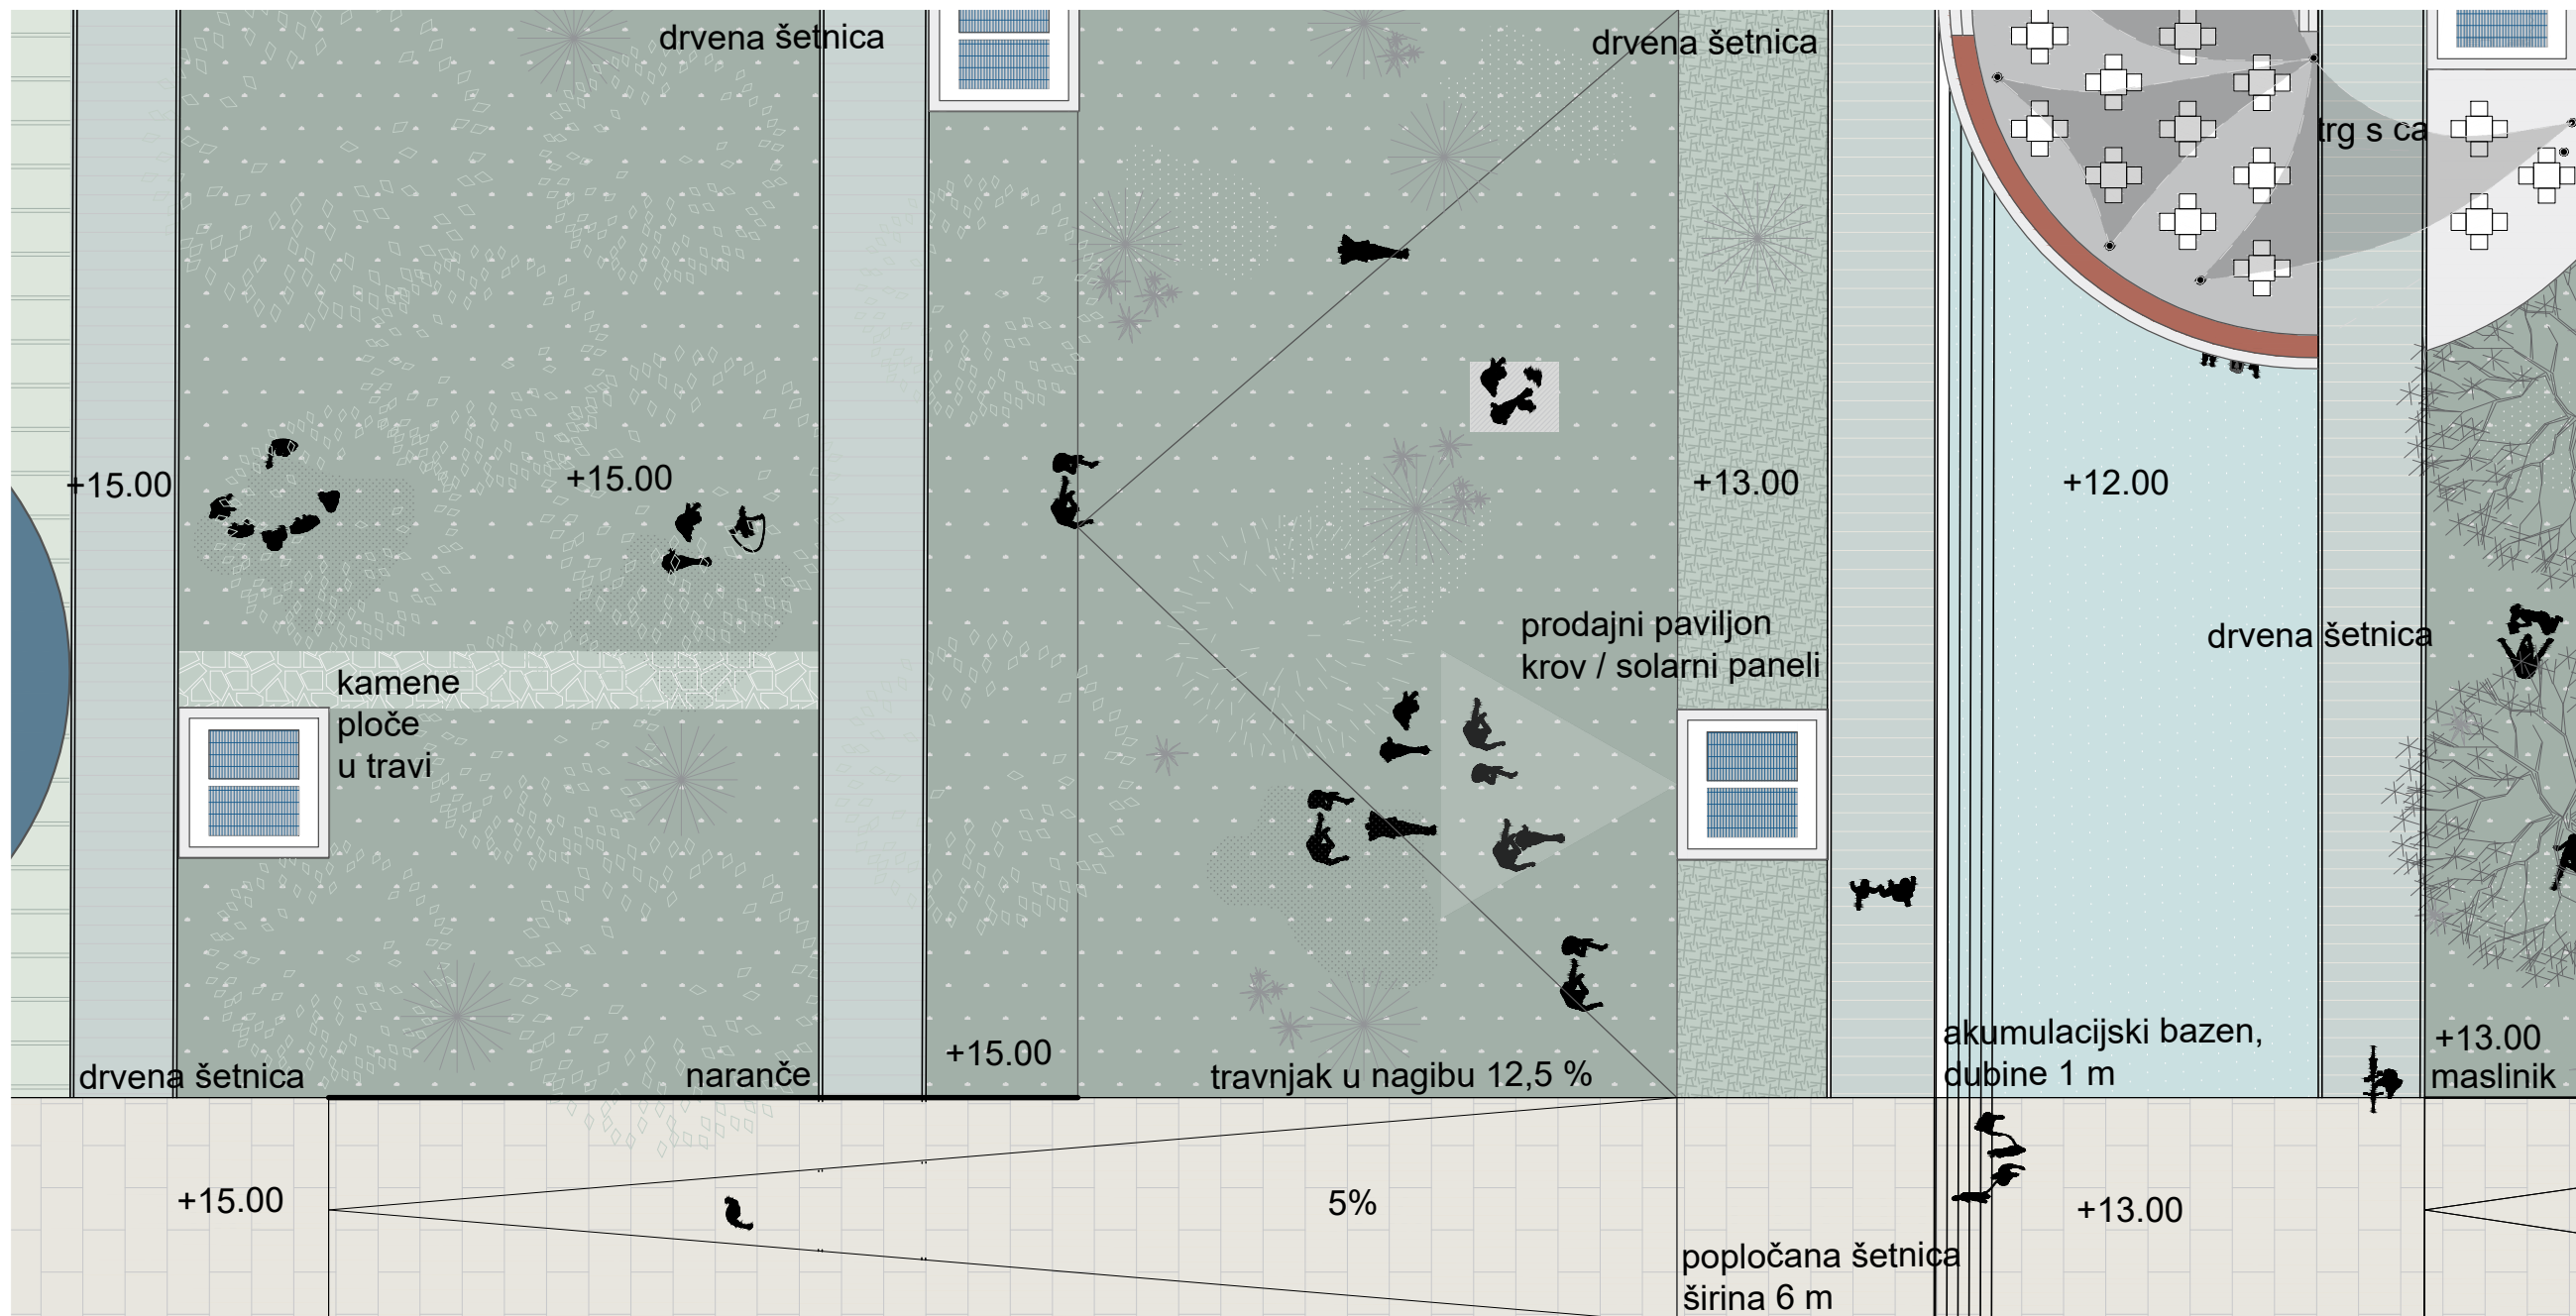 drvena šetnica
drvena šetnica
trg s ca
+15.00
+15.00
+13.00
+12.00
prodajni paviljon
krov / solarni paneli
drvena šetnica
kamene
ploče
u travi
+15.00
akumulacijski bazen,
dubine 1 m
+13.00
maslinik
drvena šetnica
naranče
travnjak u nagibu 12,5 %
+15.00
5%
+13.00
popločana šetnica
širina 6 m